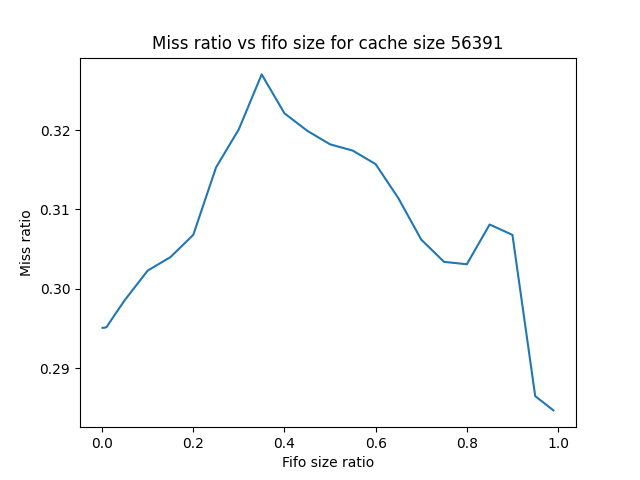 Miss ratio vs fifo size for cache size 56391
Miss ratio
0.32
0.31
0.30
0.29
0.0 0.2 0.4 0.6 0.8 1.0
Fifo size ratio